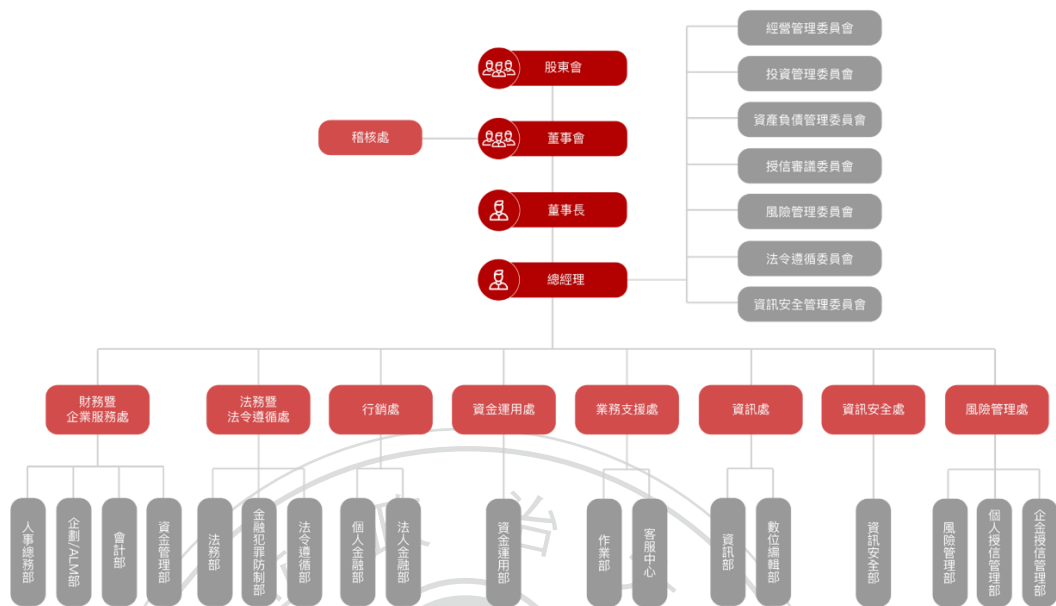 經營管理委員會
股東會
投資管理委員會
資產負債管理委員會
稽核處
董事會
授信審議委員會
董事長
風險管理委員會
法令遵循委員會
總經理
資訊安全管理委員會
財務暨
企業服務處
法務暨
法令遵循處
行銷處
資金運用處
業務支援處
資訊處
資訊安全處
風險管理處
人事總務部
企劃/ALM部
會計部
資金管理部
法務部
金融犯罪防制部
法令遵循部
個人金融部
法人金融部
資金運用部
作業部
客服中心
資訊部
數位編輯部
資訊安全部
風險管理部
個人授信管理部
企金授信管理部
政
治